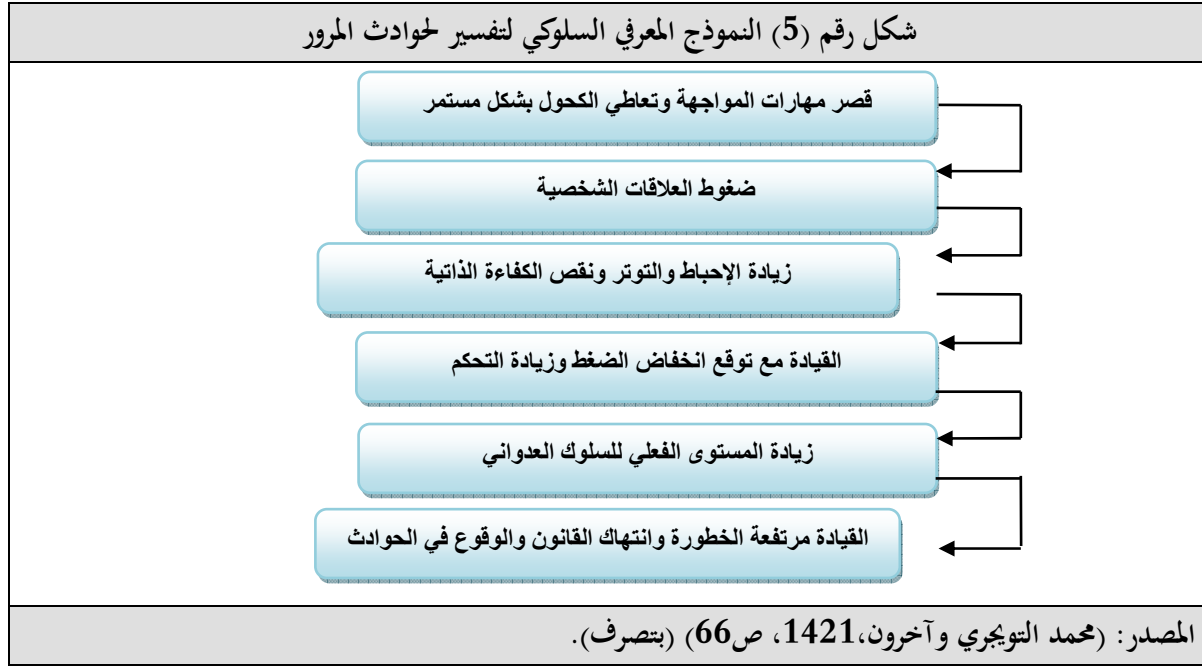 شكل رقم (5) النموذج المعرفي السلوكي لتفسير لحوادث المرور
قصر مهارات المواجهة وتعاطي الكحول بشكل مستمر
ضغوط العلاقات الشخصية
زيادة الإحباط والتوتر ونقص الكفاءة الذاتية
القيادة مع توقع انخفاض الضغط وزيادة التحكم
زيادة المستوى الفعلي للسلوك العدواني
القيادة مرتفعة الخطورة وانتهاك القانون والوقوع في الحوادث
المصدر: (محمد التويجري وآخرون،1421، ص66) (بتصرف).